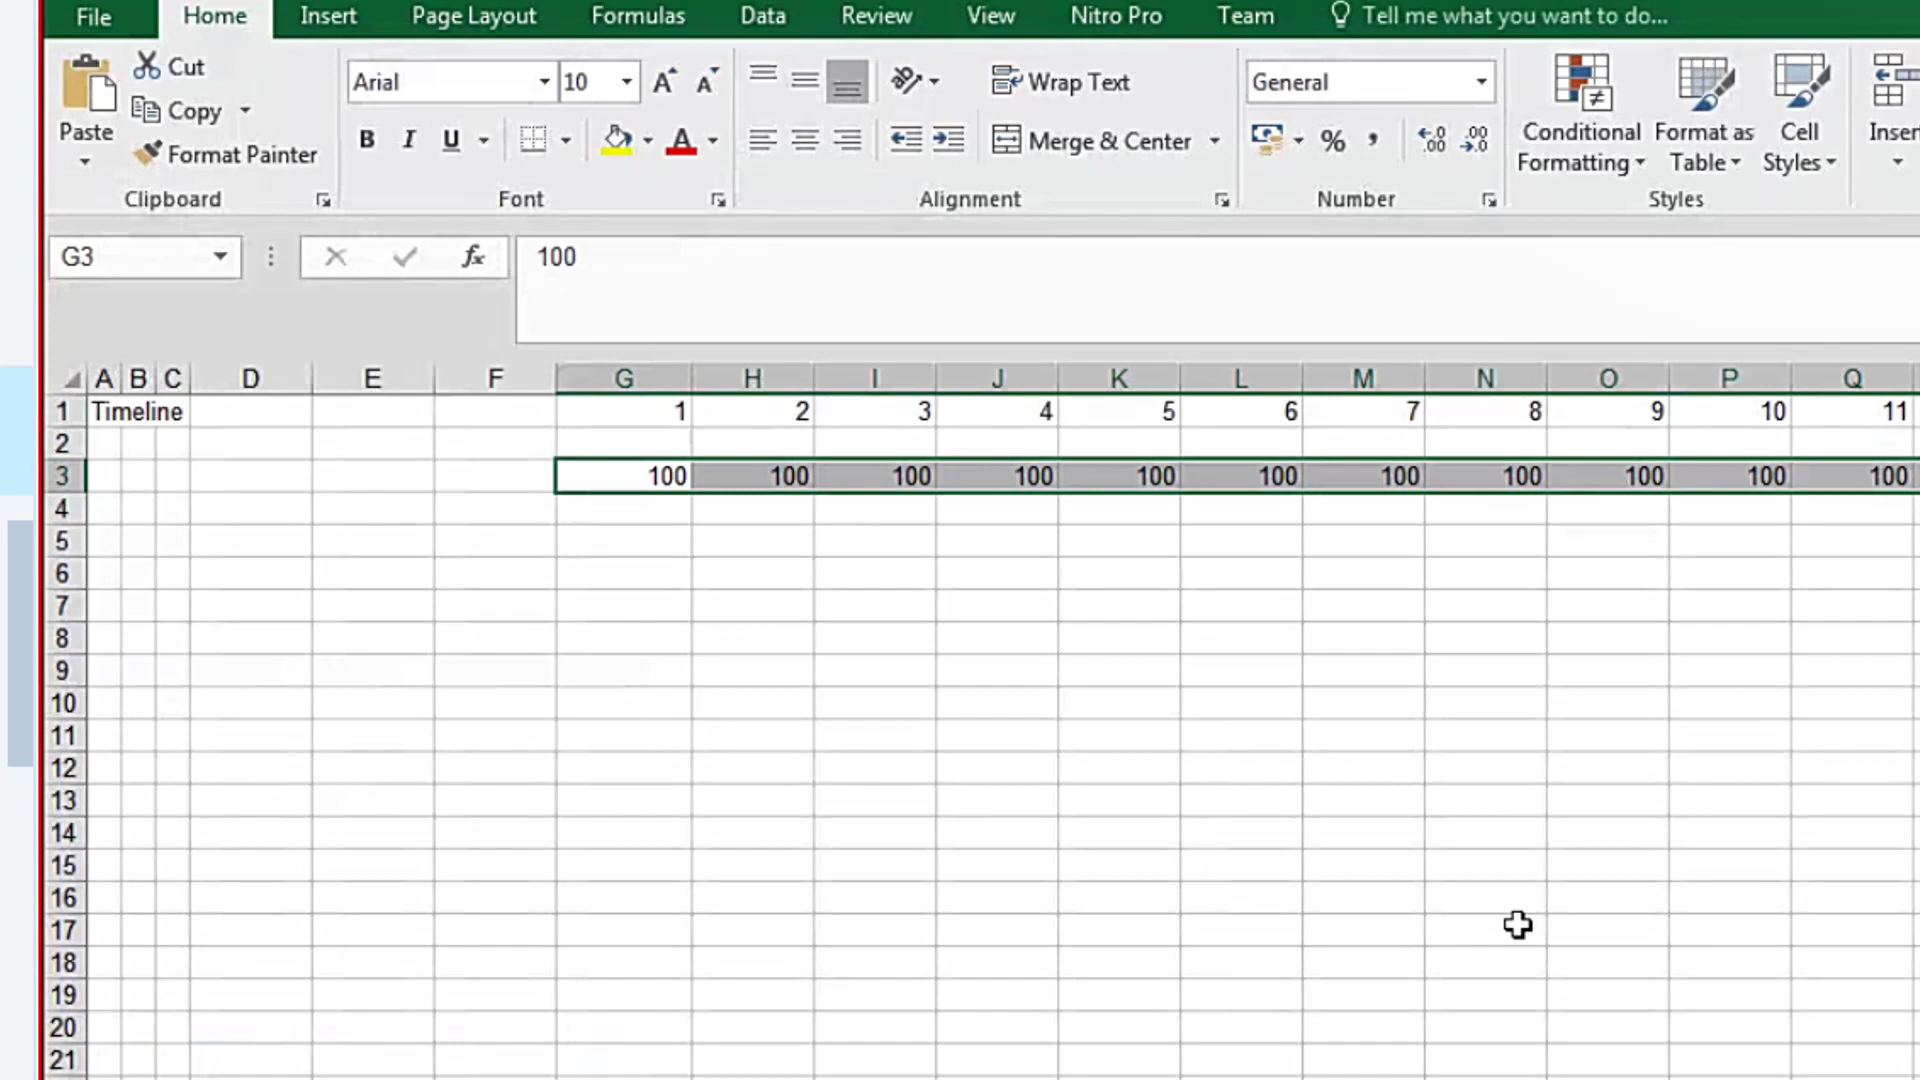 File Home Insert Page Layout Formulas Data Review View Nitro Pro Team Tell me what you want to do...
Paste
Cut
Copy
Format Painter
Clipboard
Arial 10
B I U
Font
Wrap Text
Merge & Center
Alignment
General
% ,
Number
Conditional Formatting
Format as Table
Cell Styles
Styles
G3 fx 100
A B C D E F G H I J K L M N O P Q
1 Timeline 1 2 3 4 5 6 7 8 9 10 11
2
3 100 100 100 100 100 100 100 100 100 100 100
4
5
6
7
8
9
10
11
12
13
14
15
16
17
18
19
20
21